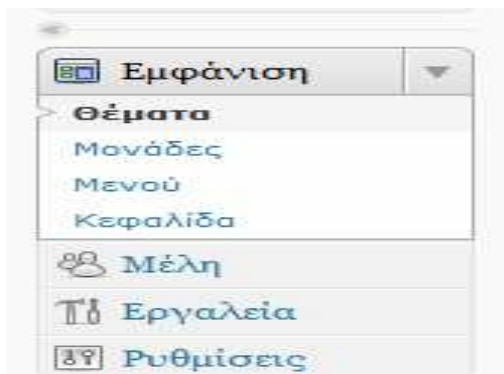 Εμφάνιση
Θέματα
Μονάδες
Μενού
Κεφαλίδα
Μέλη
Εργαλεία
Ρυθμίσεις